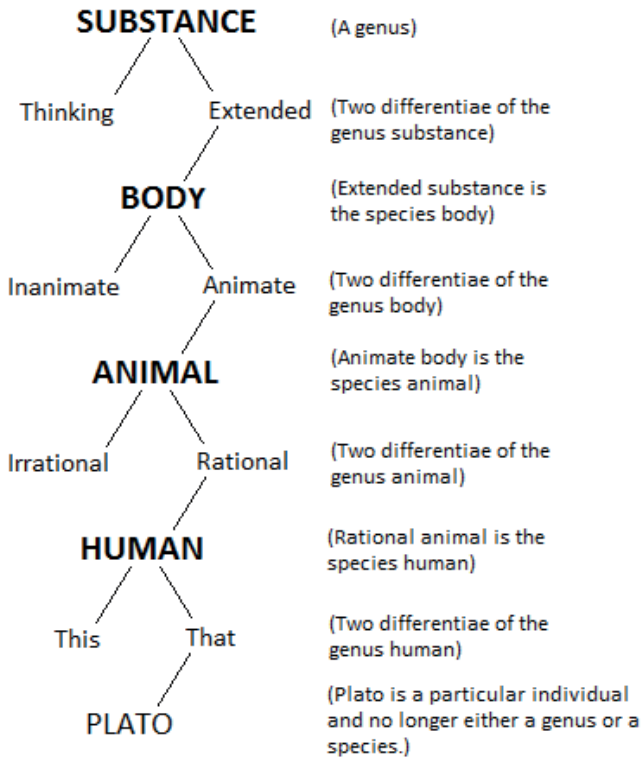 SUBSTANCE (A genus)
Thinking Extended (Two differentiae of the
genus substance)
BODY (Extended substance is
the species body)
Inanimate Animate (Two differentiae of the
genus body)
ANIMAL (Animate body is the
species animal)
Irrational Rational (Two differentiae of the
genus animal)
HUMAN (Rational animal is the
species human)
This That (Two differentiae of the
genus human)
PLATO (Plato is a particular individual
and no longer either a genus or a
species.)